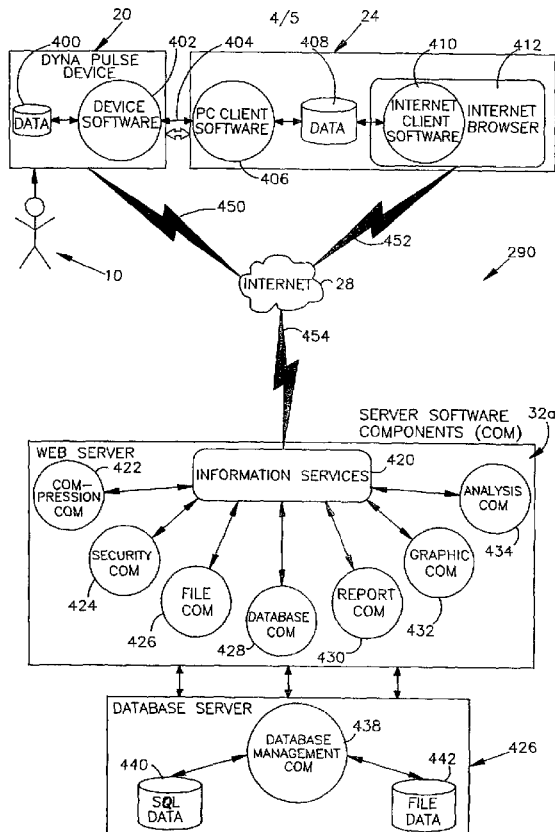 20
4/5
24
400
402
404
408
410
412
DYNA PULSE
DEVICE
DATA
DEVICE
SOFTWARE
PC CLIENT
SOFTWARE
DATA
INTERNET
CLIENT
SOFTWARE
INTERNET
BROWSER
406
450
452
10
INTERNET
28
290
454
SERVER SOFTWARE
COMPONENTS (COM)
32a
WEB SERVER
422
COM-
PRESSION
COM
INFORMATION SERVICES
420
ANALYSIS
COM
434
SECURITY
COM
424
FILE
COM
426
DATABASE
COM
428
REPORT
COM
430
GRAPHIC
COM
432
DATABASE SERVER
DATABASE
MANAGEMENT
COM
438
440
SQL
DATA
442
FILE
DATA
426